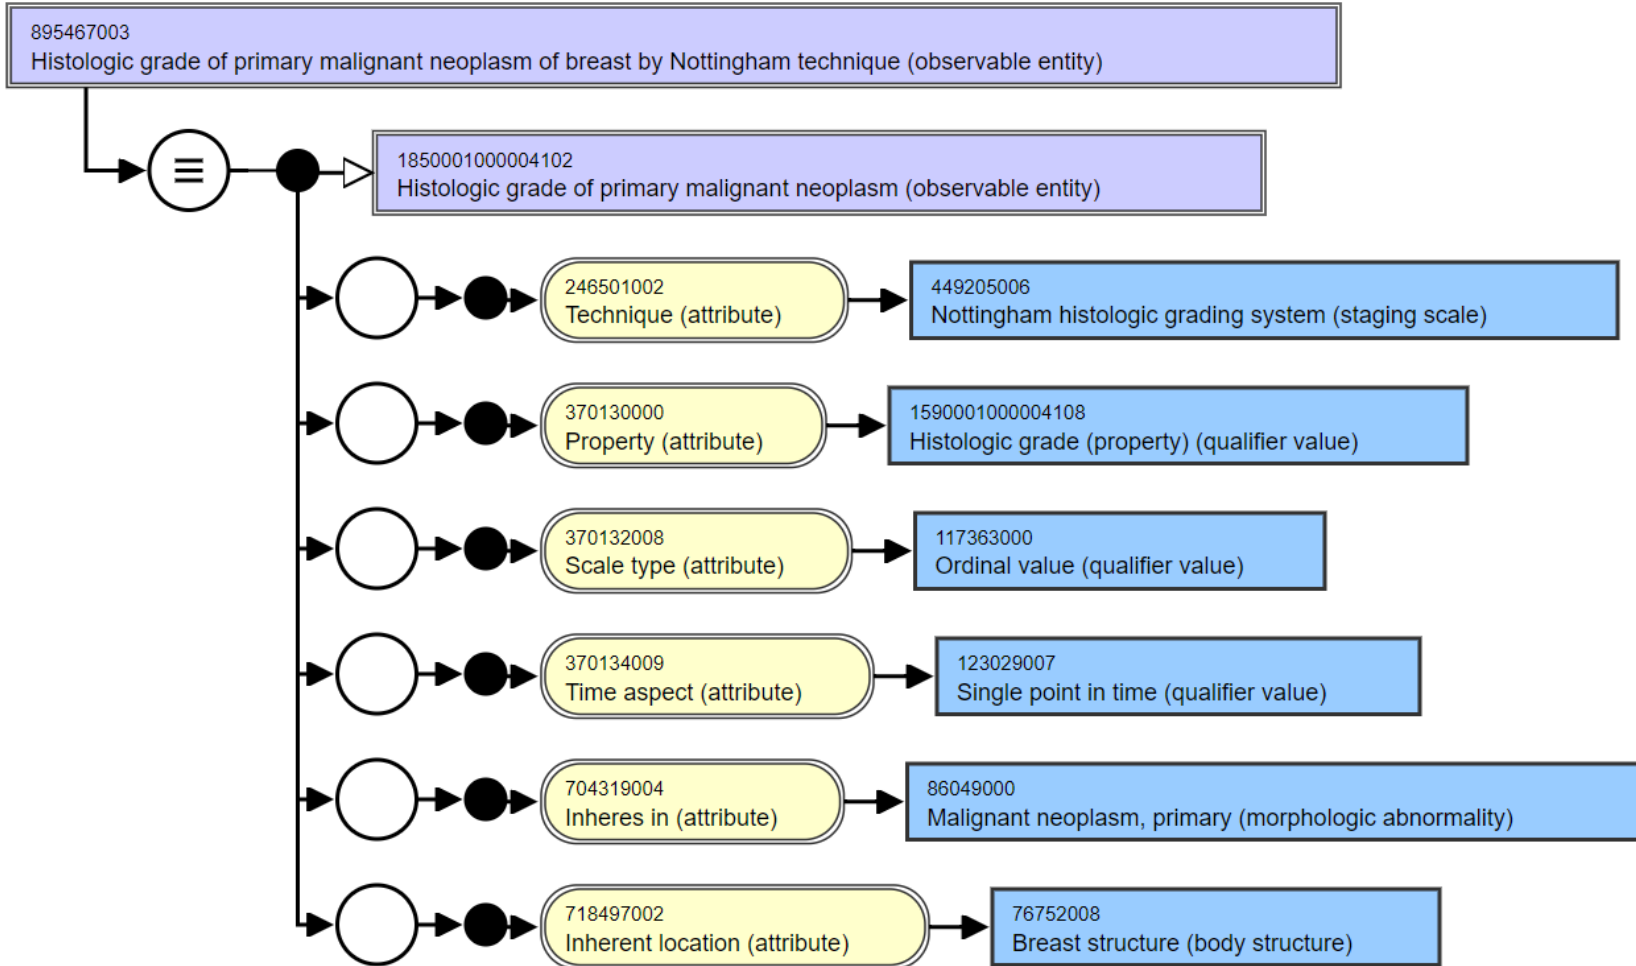 895467003
Histologic grade of primary malignant neoplasm of breast by Nottingham technique (observable entity)
1850001000004102
Histologic grade of primary malignant neoplasm (observable entity)
246501002
Technique (attribute)
449205006
Nottingham histologic grading system (staging scale)
370130000
Property (attribute)
1590001000004108
Histologic grade (property) (qualifier value)
370132008
Scale type (attribute)
117363000
Ordinal value (qualifier value)
370134009
Time aspect (attribute)
123029007
Single point in time (qualifier value)
704319004
Inheres in (attribute)
86049000
Malignant neoplasm, primary (morphologic abnormality)
718497002
Inherent location (attribute)
76752008
Breast structure (body structure)